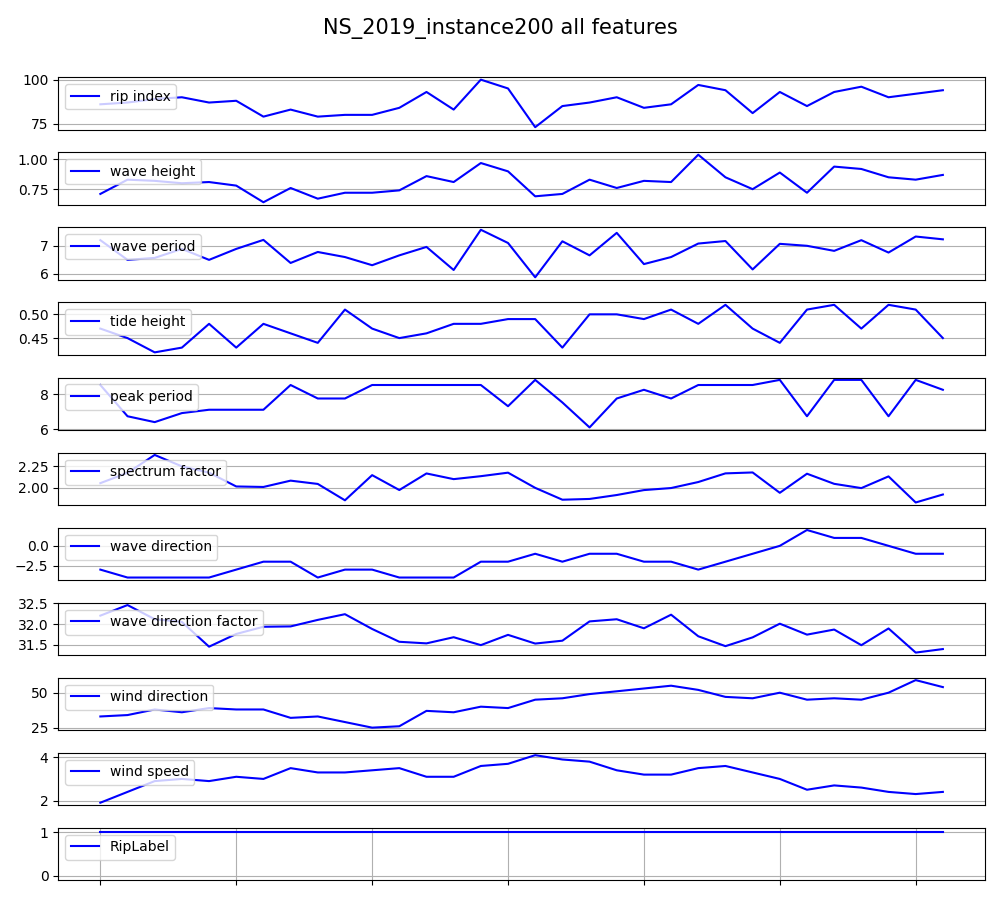 NS_2019_instance200 all features
100
75
rip index
1.00
0.75
wave height
7
6
wave period
0.50
0.45
tide height
8
6
peak period
2.25
2.00
spectrum factor
0.0
−2.5
wave direction
32.5
32.0
31.5
wave direction factor
50
25
wind direction
4
2
wind speed
1
0
RipLabel